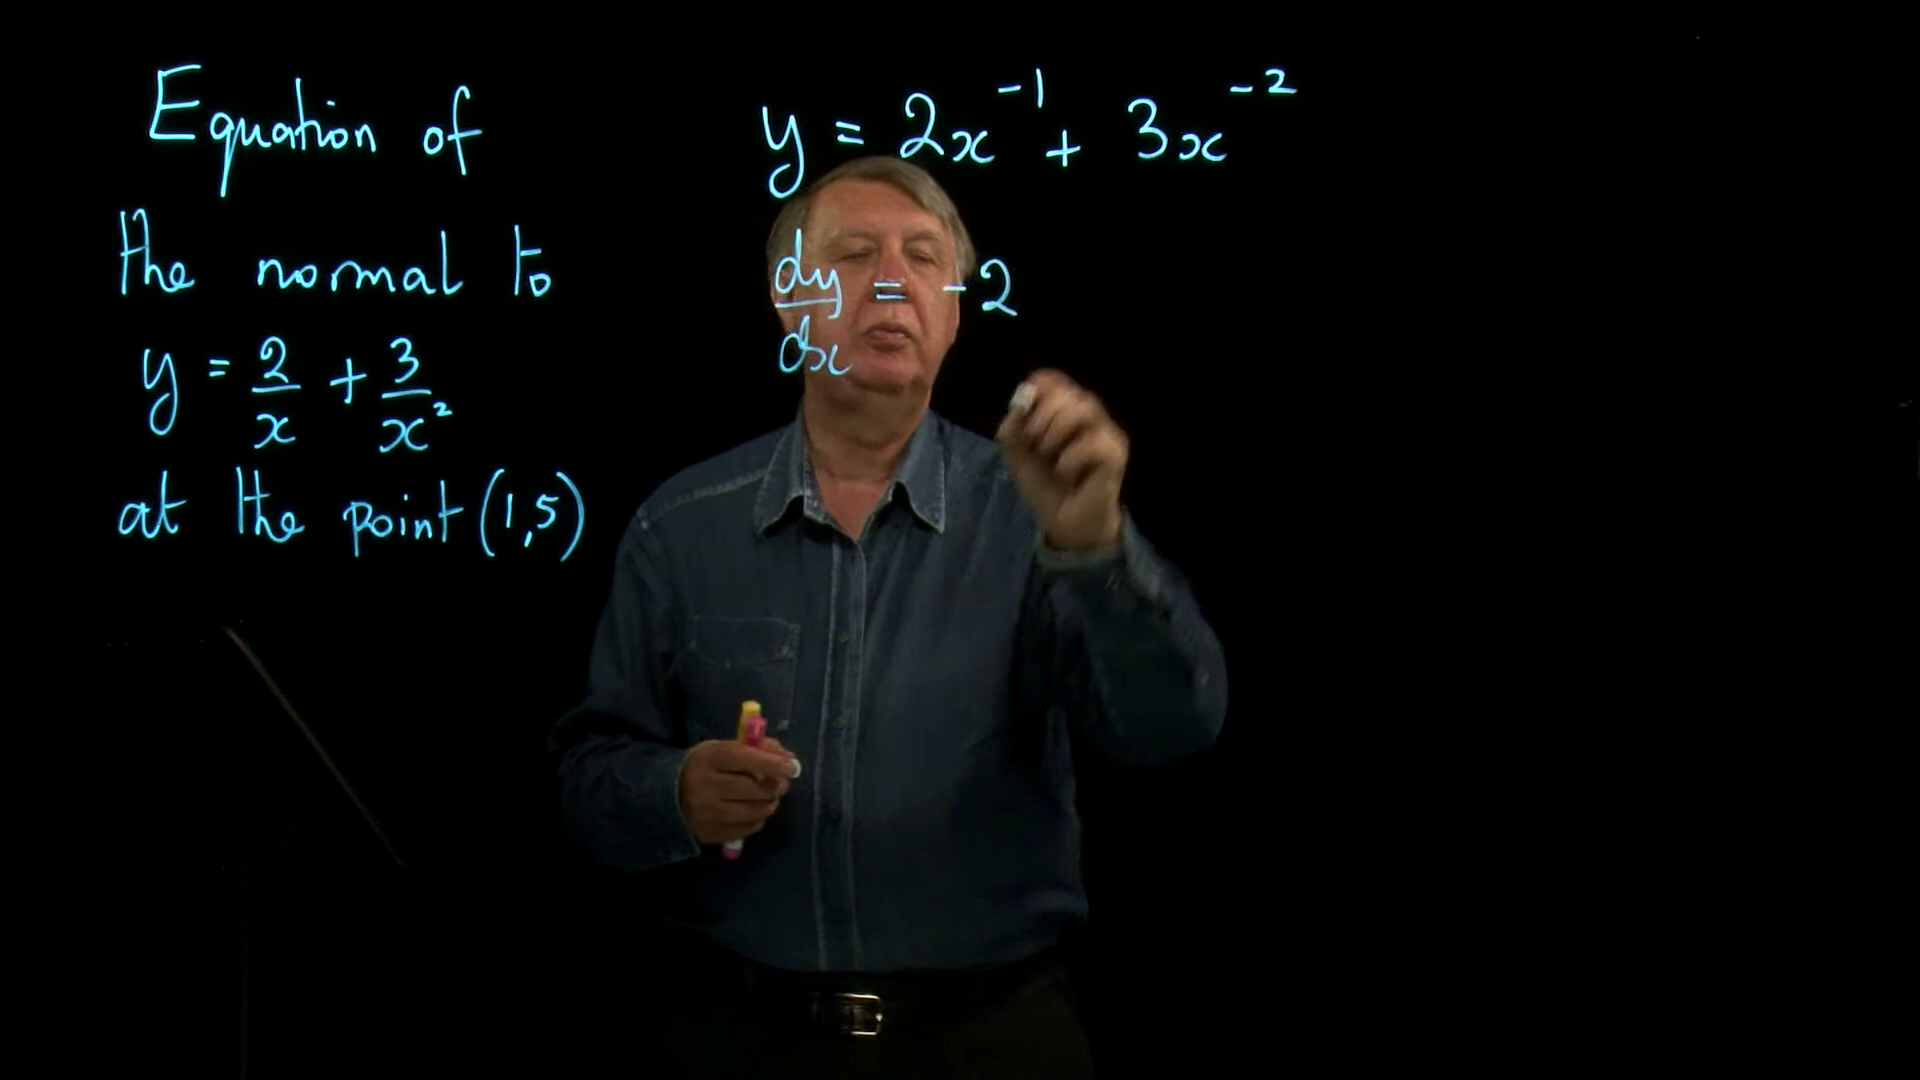 Equation of
the normal to
y = 2/x + 3/x²
at the point (1,5)
y = 2x⁻¹ + 3x⁻²
dy/dx = -2